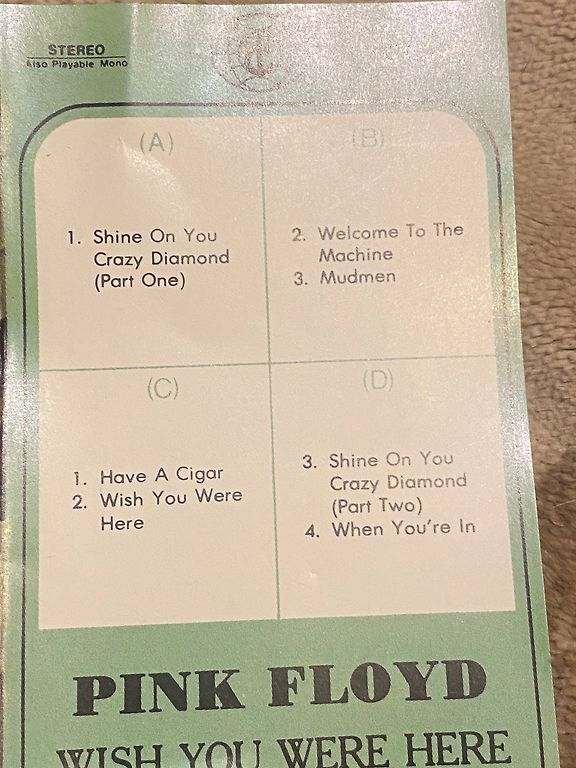 STEREO
Also Playable Mono
(A)
1. Shine On You
Crazy Diamond
(Part One)
(B)
2. Welcome To The
Machine
3. Mudmen
(C)
1. Have A Cigar
2. Wish You Were
Here
(D)
3. Shine On You
Crazy Diamond
(Part Two)
4. When You're In
PINK FLOYD
WISH YOU WERE HERE